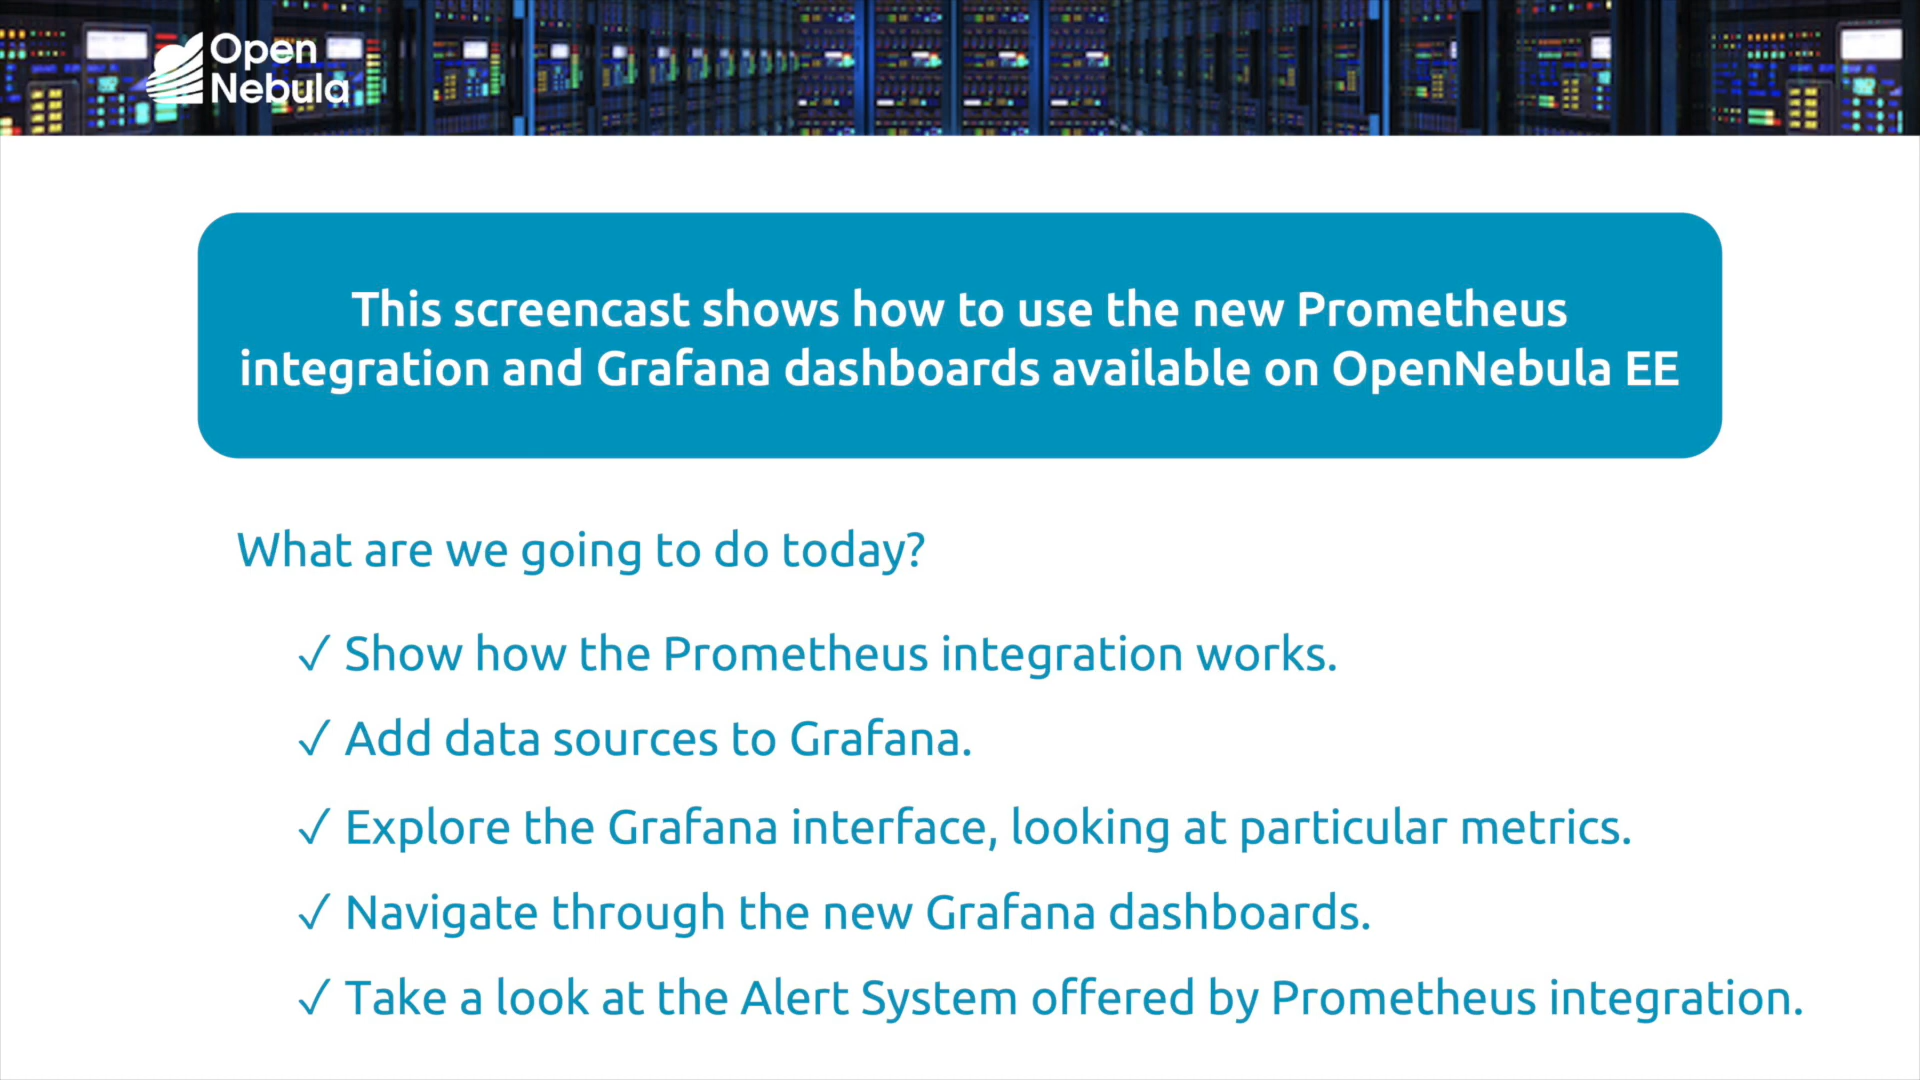 Open
Nebula
This screencast shows how to use the new Prometheus
integration and Grafana dashboards available on OpenNebula EE
What are we going to do today?
✓ Show how the Prometheus integration works.
✓ Add data sources to Grafana.
✓ Explore the Grafana interface, looking at particular metrics.
✓ Navigate through the new Grafana dashboards.
✓ Take a look at the Alert System offered by Prometheus integration.